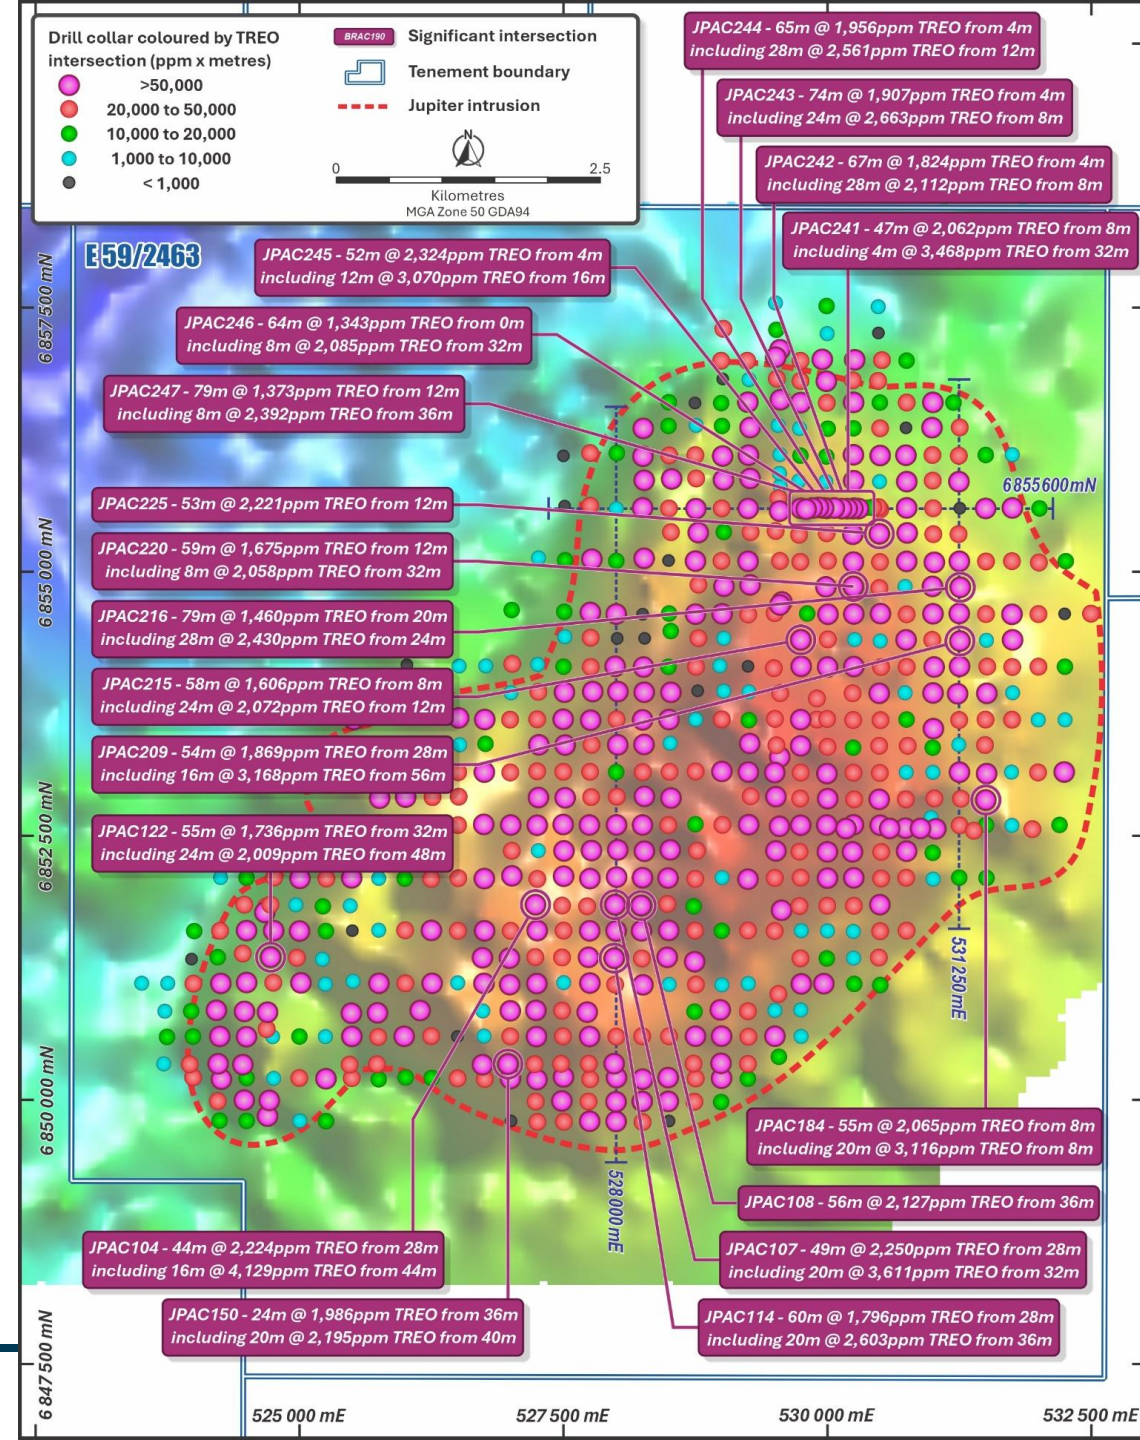 Drill collar coloured by TREO
intersection (ppm x metres)
>50,000
20,000 to 50,000
10,000 to 20,000
1,000 to 10,000
< 1,000
BRAC190
Significant intersection
Tenement boundary
Jupiter intrusion
N
0
2.5
Kilometres
MGA Zone 50 GDA94
JPAC244 - 65m @ 1,956ppm TREO from 4m
including 28m @ 2,561ppm TREO from 12m
JPAC243 - 74m @ 1,907ppm TREO from 4m
including 24m @ 2,663ppm TREO from 8m
JPAC242 - 67m @ 1,824ppm TREO from 4m
including 28m @ 2,112ppm TREO from 8m
JPAC241 - 47m @ 2,062ppm TREO from 8m
including 4m @ 3,468ppm TREO from 32m
E 59/2463
JPAC245 - 52m @ 2,324ppm TREO from 4m
including 12m @ 3,070ppm TREO from 16m
JPAC246 - 64m @ 1,343ppm TREO from 0m
including 8m @ 2,085ppm TREO from 32m
JPAC247 - 79m @ 1,373ppm TREO from 12m
including 8m @ 2,392ppm TREO from 36m
JPAC225 - 53m @ 2,221ppm TREO from 12m
JPAC220 - 59m @ 1,675ppm TREO from 12m
including 8m @ 2,058ppm TREO from 32m
JPAC216 - 79m @ 1,460ppm TREO from 20m
including 28m @ 2,430ppm TREO from 24m
JPAC215 - 58m @ 1,606ppm TREO from 8m
including 24m @ 2,072ppm TREO from 12m
JPAC209 - 54m @ 1,869ppm TREO from 28m
including 16m @ 3,168ppm TREO from 56m
JPAC122 - 55m @ 1,736ppm TREO from 32m
including 24m @ 2,009ppm TREO from 48m
6855600mN
531250 mE
528000 mE
JPAC184 - 55m @ 2,065ppm TREO from 8m
including 20m @ 3,116ppm TREO from 8m
JPAC108 - 56m @ 2,127ppm TREO from 36m
JPAC107 - 49m @ 2,250ppm TREO from 28m
including 20m @ 3,611ppm TREO from 32m
JPAC114 - 60m @ 1,796ppm TREO from 28m
including 20m @ 2,603ppm TREO from 36m
JPAC104 - 44m @ 2,224ppm TREO from 28m
including 16m @ 4,129ppm TREO from 44m
JPAC150 - 24m @ 1,986ppm TREO from 36m
including 20m @ 2,195ppm TREO from 40m
6 857 500 mN
6 855 000 mN
6 852 500 mN
6 850 000 mN
6 847 500 mN
525 000 mE
527 500 mE
530 000 mE
532 500 mE